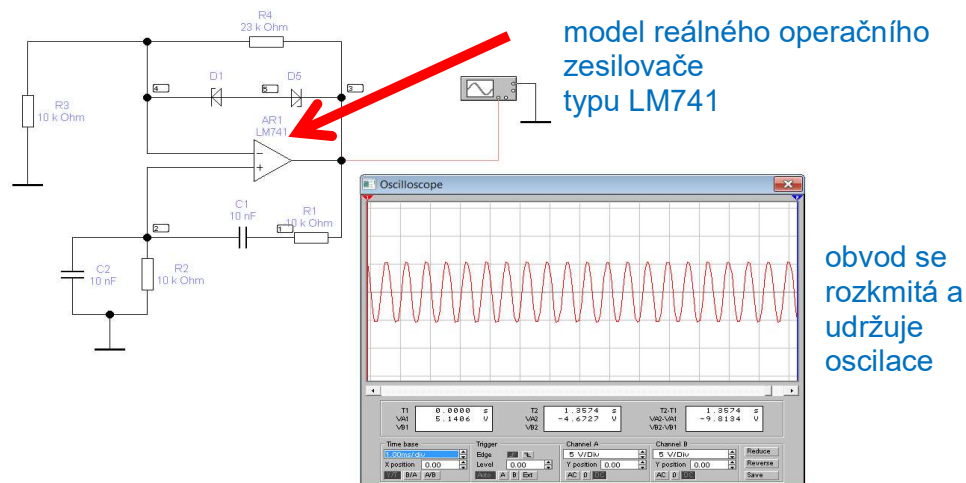 R4
23 k Ohm
model reálného operačního
zesilovače
typu LM741
4
D1
5
D5
3
R3
10 k Ohm
AR1
LM741
-
+
Oscilloscope
C1
10 nF
R1
10 k Ohm
2
1
C2
10 nF
R2
10 k Ohm
obvod se
rozkmitá a
udržuje
oscilace
T1 0.0000 s T2 1.3574 s T2-T1 1.3574 s
VA1 5.1406 V VA2 -4.6727 V VA2-VA1 -9.8134 V
VB1 VB2 VB2-VB1
Time base Trigger Channel A Channel B
1.00ms/div Edge 5 V/Div 5 V/Div Reduce
X position 0.00 Level 0.00 Y position 0.00 Y position 0.00 Reverse
Y/T B/A A/B Auto A B Ext AC 0 DC AC 0 DC Save